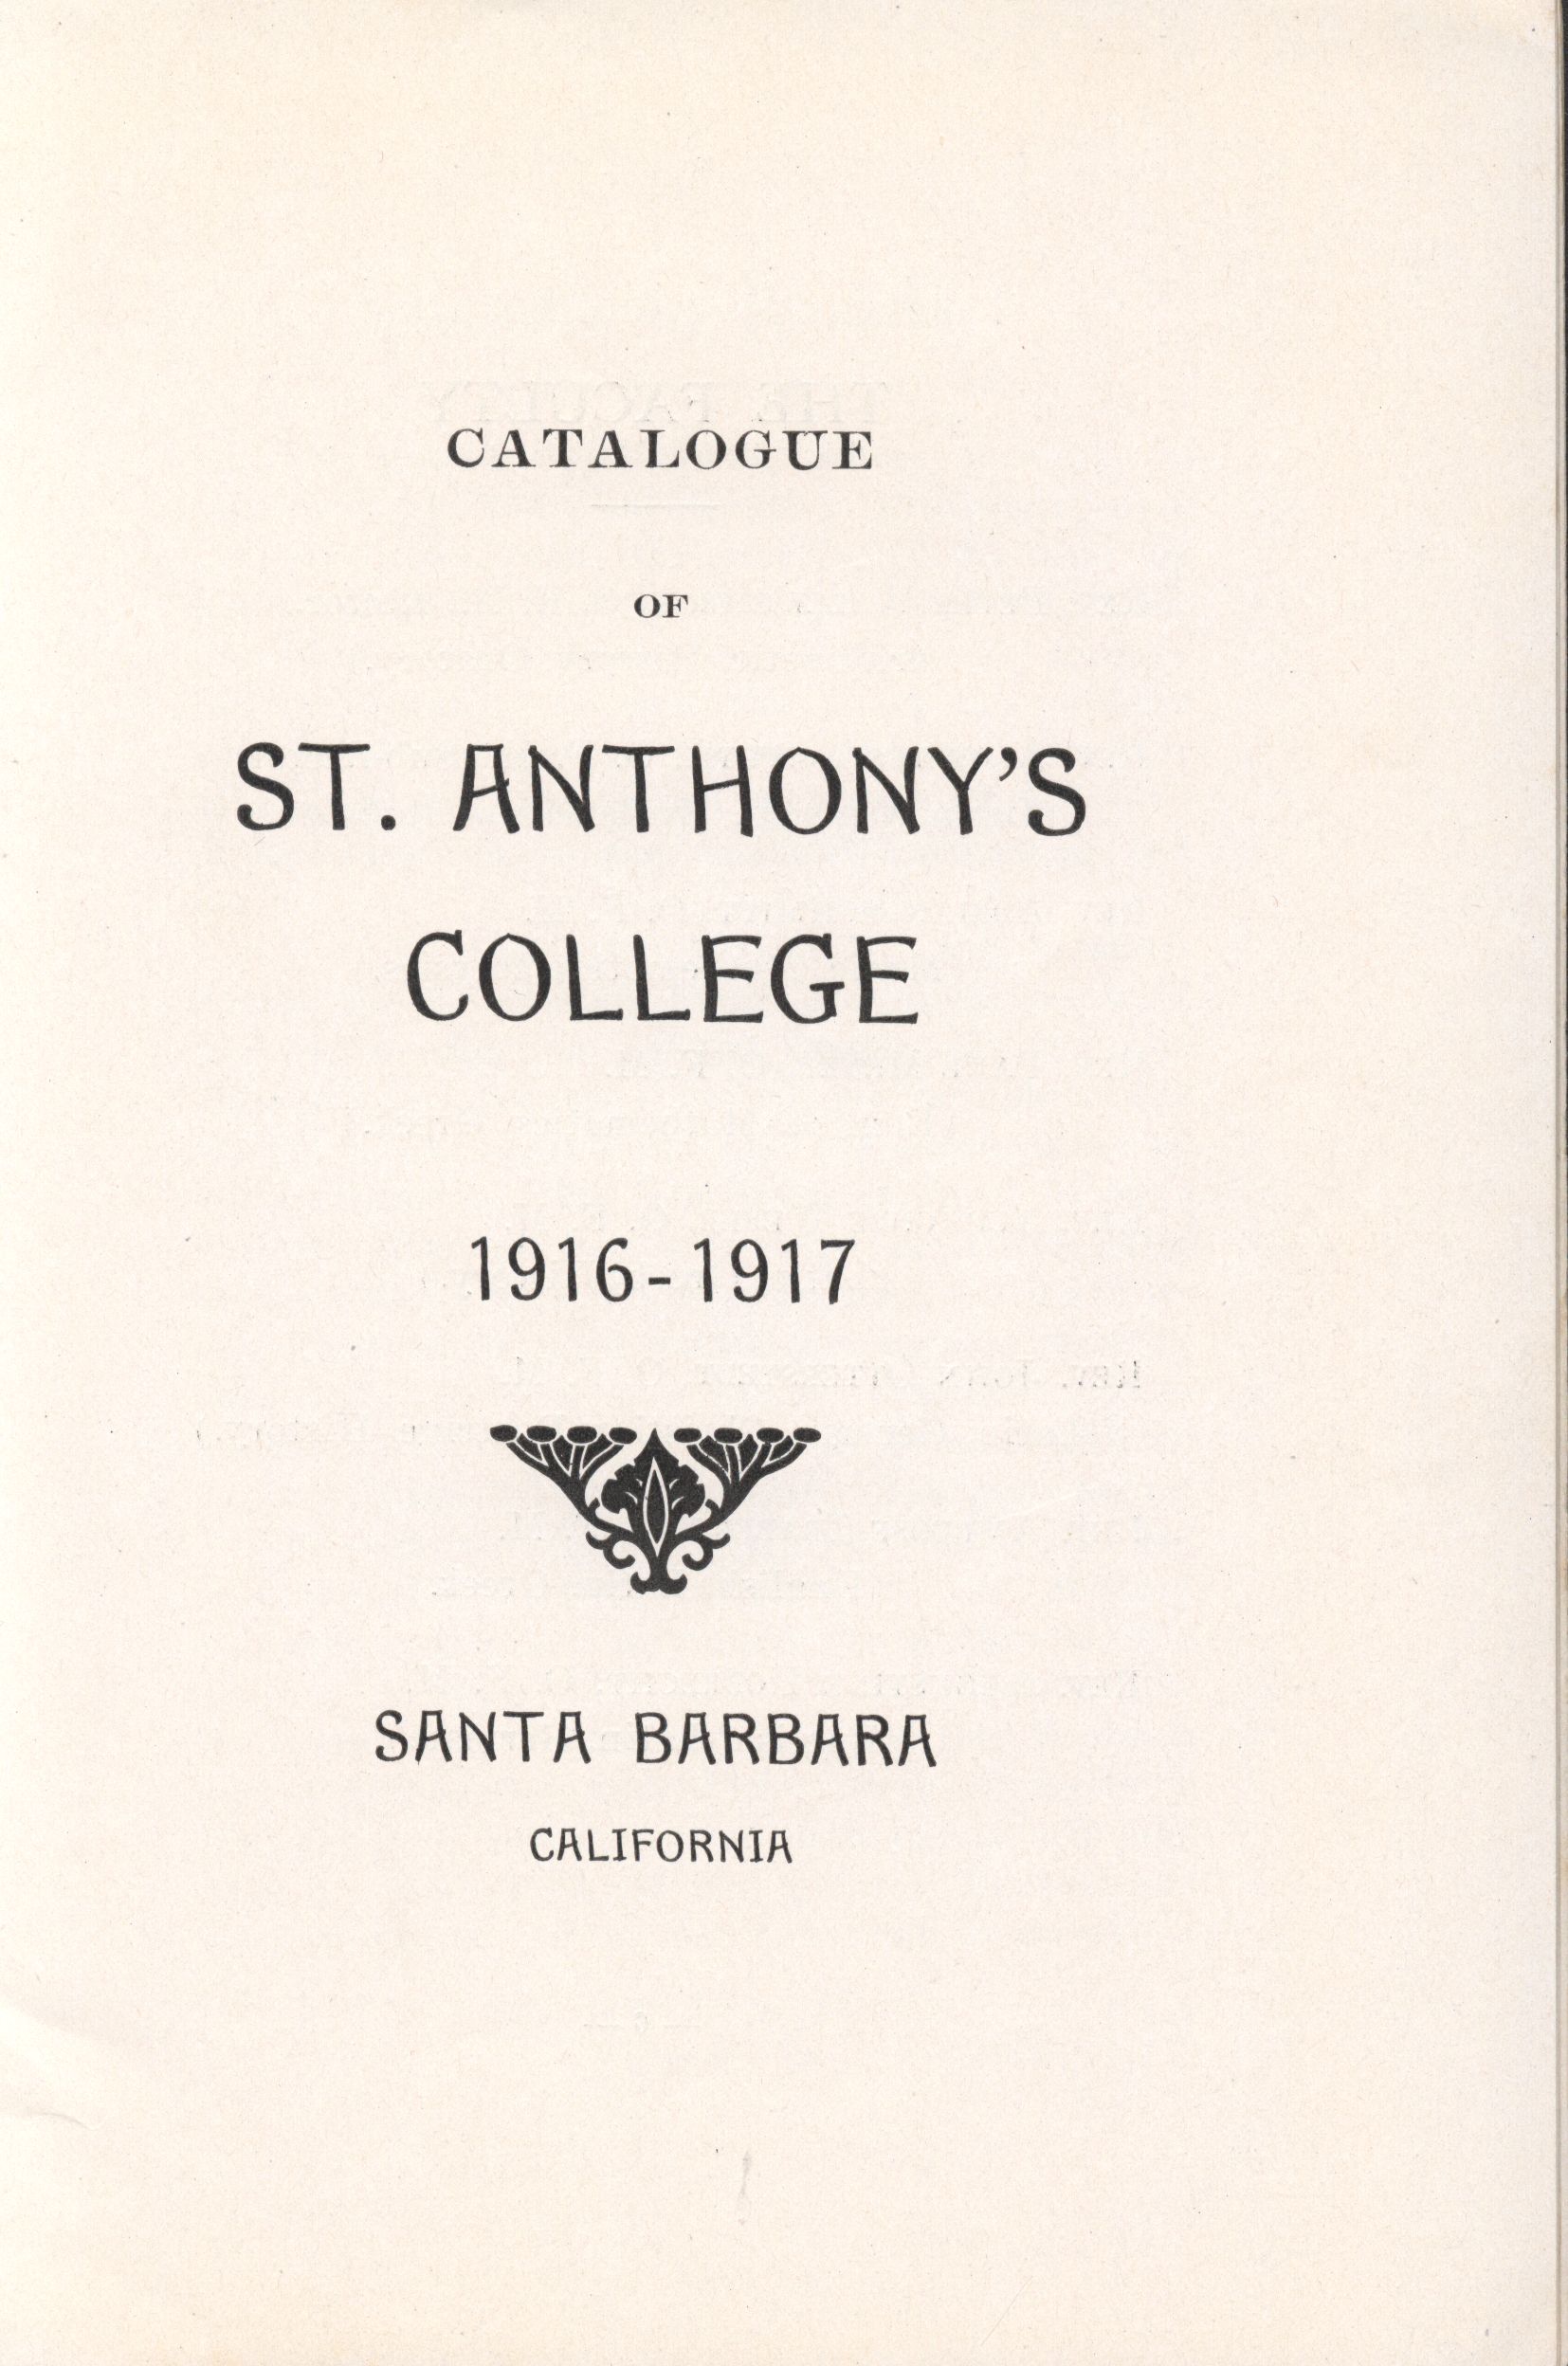 CATALOGUE
OF
ST. ANTHONY'S
COLLEGE
1916-1917
SANTA BARBARA
CALIFORNIA